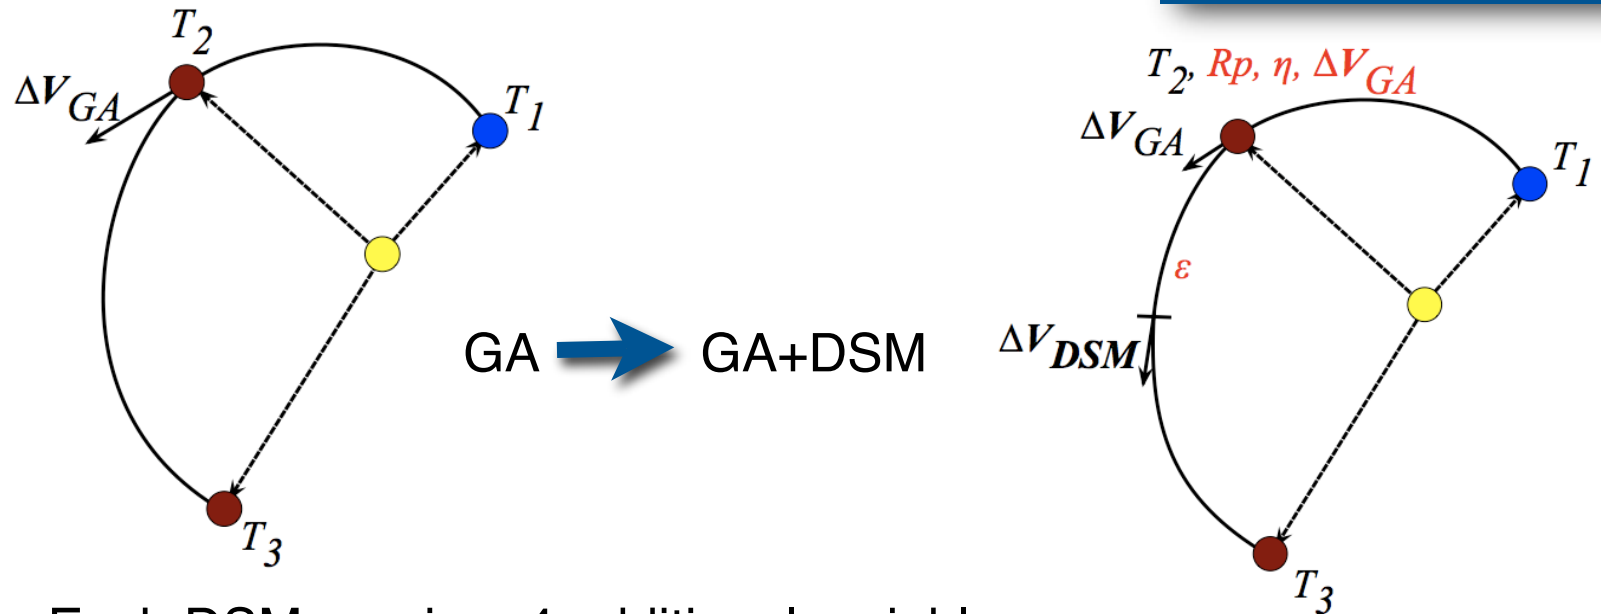 T2
ΔVGA
T1
T3
GA
GA+DSM
T2, Rp, η, ΔVGA
ΔVGA
T1
ε
ΔVDSM
T3